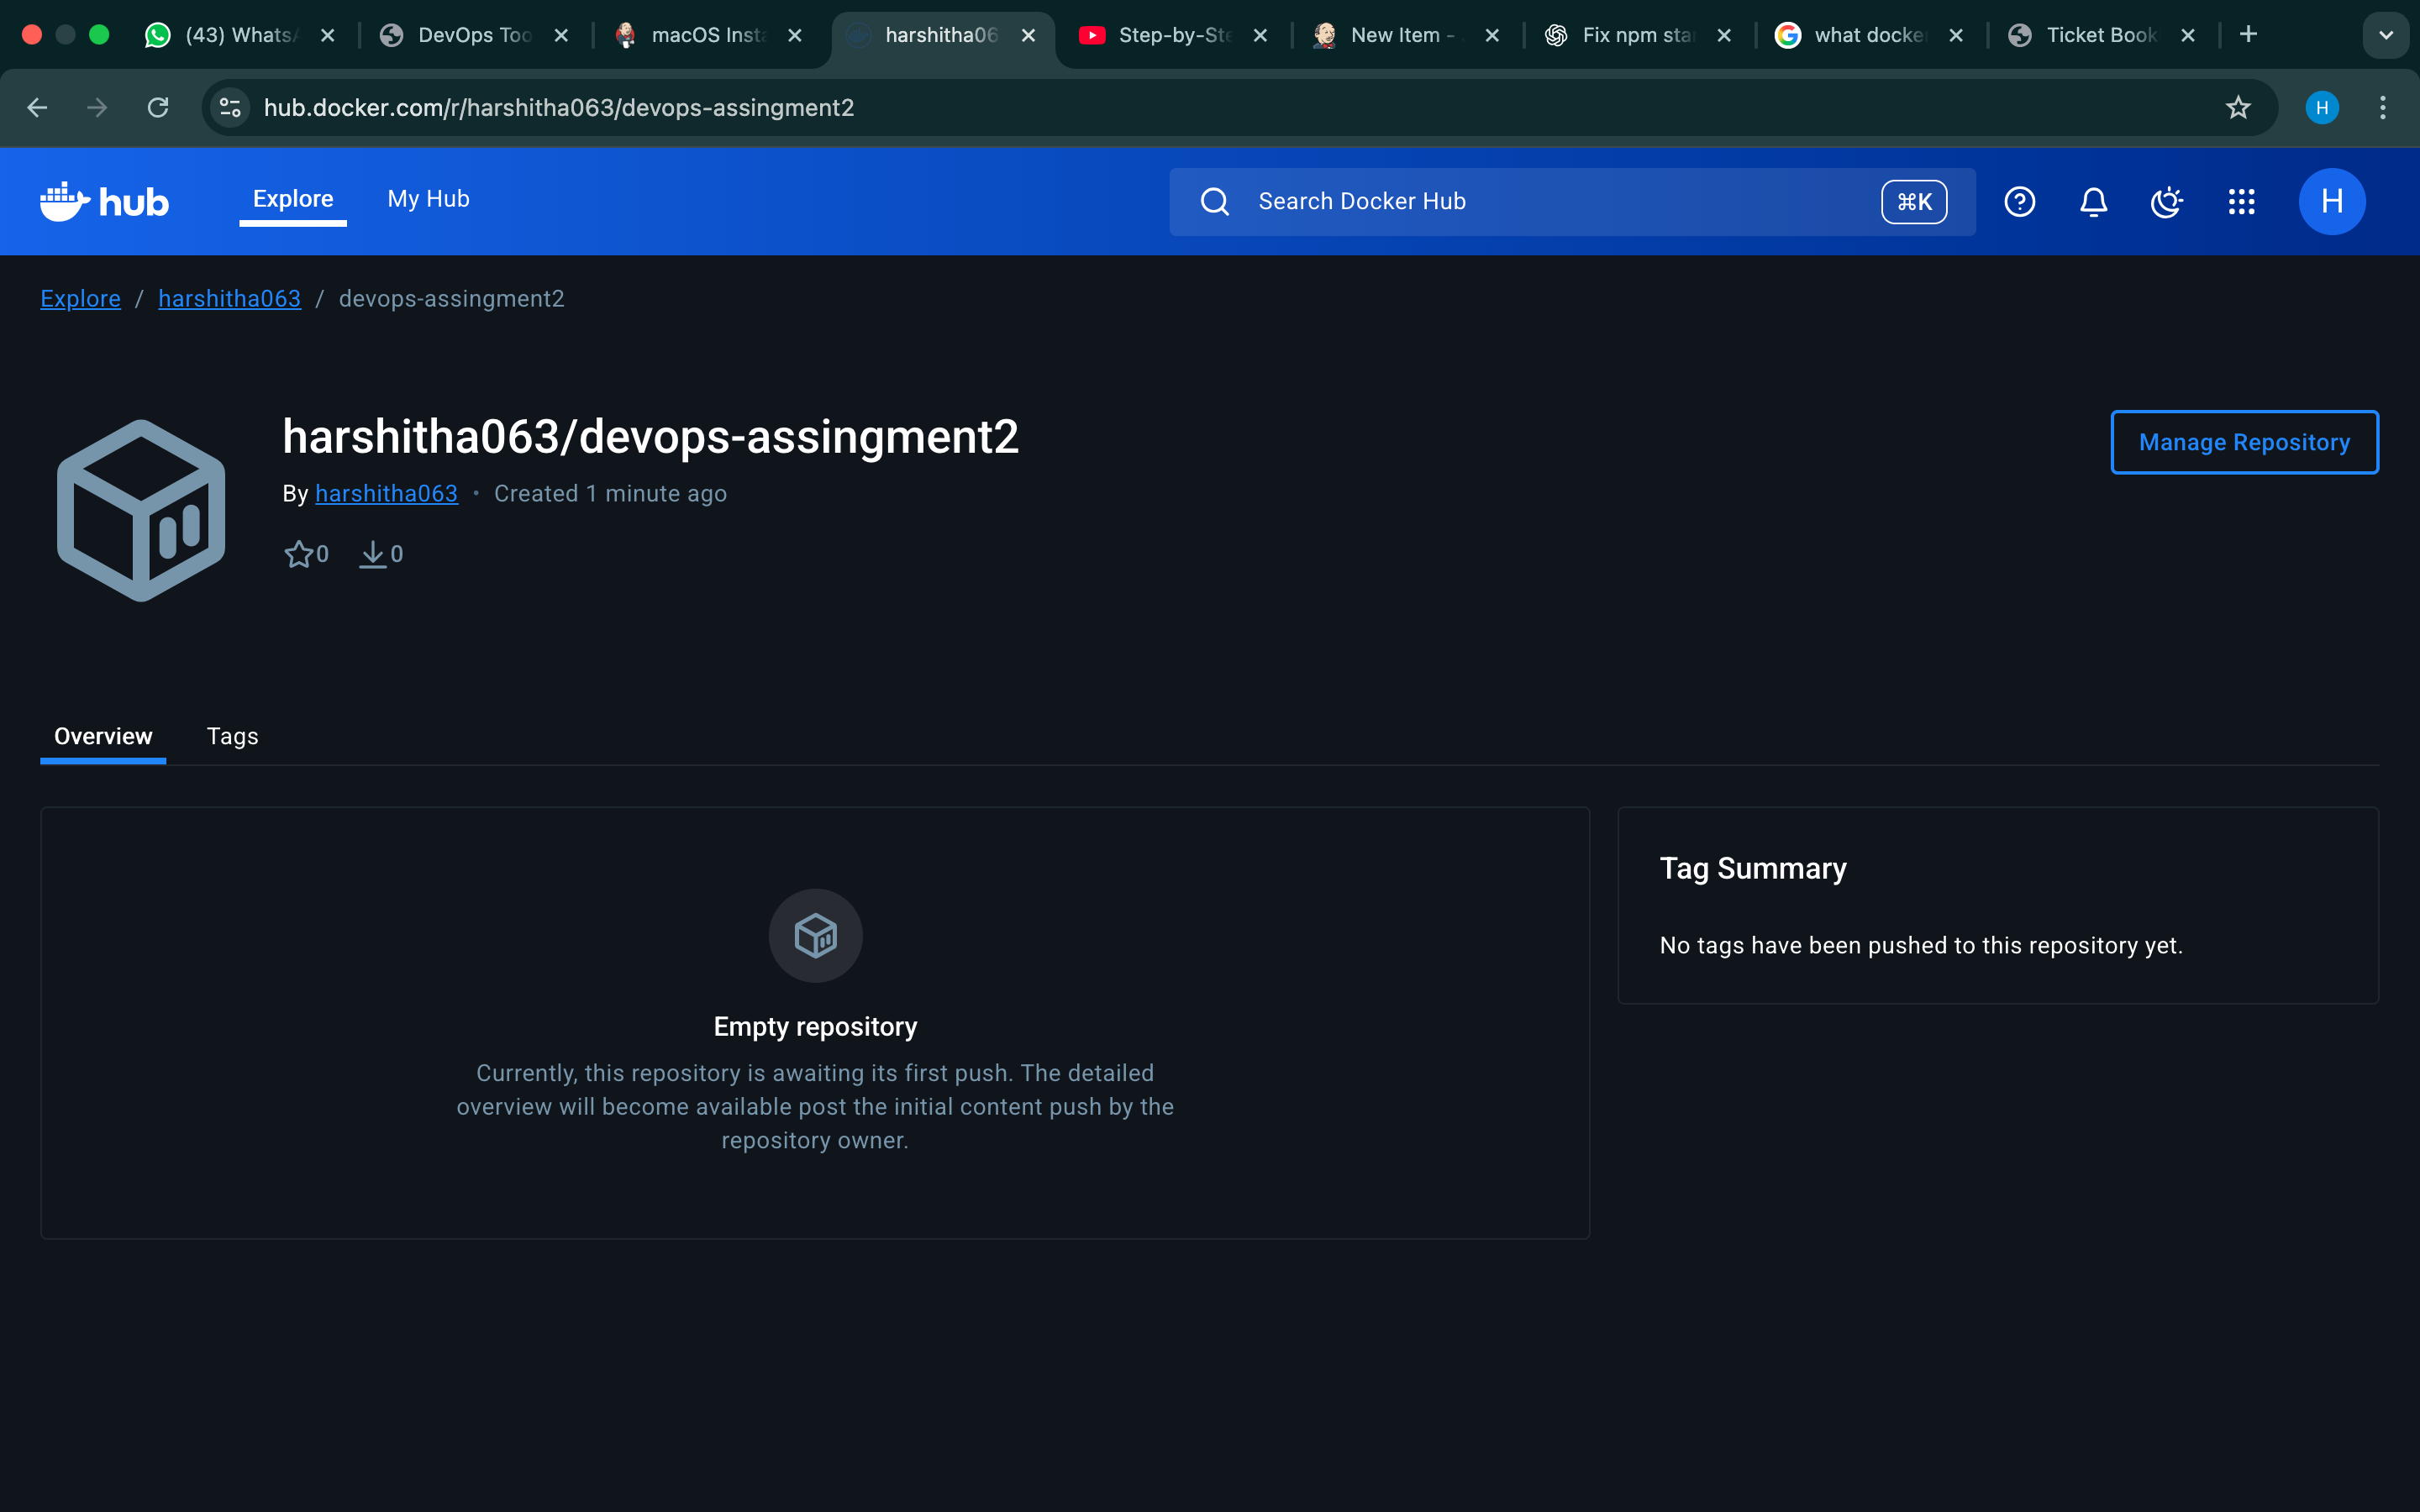 (43) Whats
DevOps Too
macOS Insta
harshitha06
Step-by-Ste
New Item -
Fix npm sta
what docke
Ticket Book
hub.docker.com/r/harshitha063/devops-assingment2
H
hub
Explore
My Hub
Search Docker Hub
⌘K
H
Explore / harshitha063 / devops-assingment2
harshitha063/devops-assingment2
Manage Repository
By harshitha063 • Created 1 minute ago
0
0
Overview
Tags
Tag Summary
No tags have been pushed to this repository yet.
Empty repository
Currently, this repository is awaiting its first push. The detailed
overview will become available post the initial content push by the
repository owner.